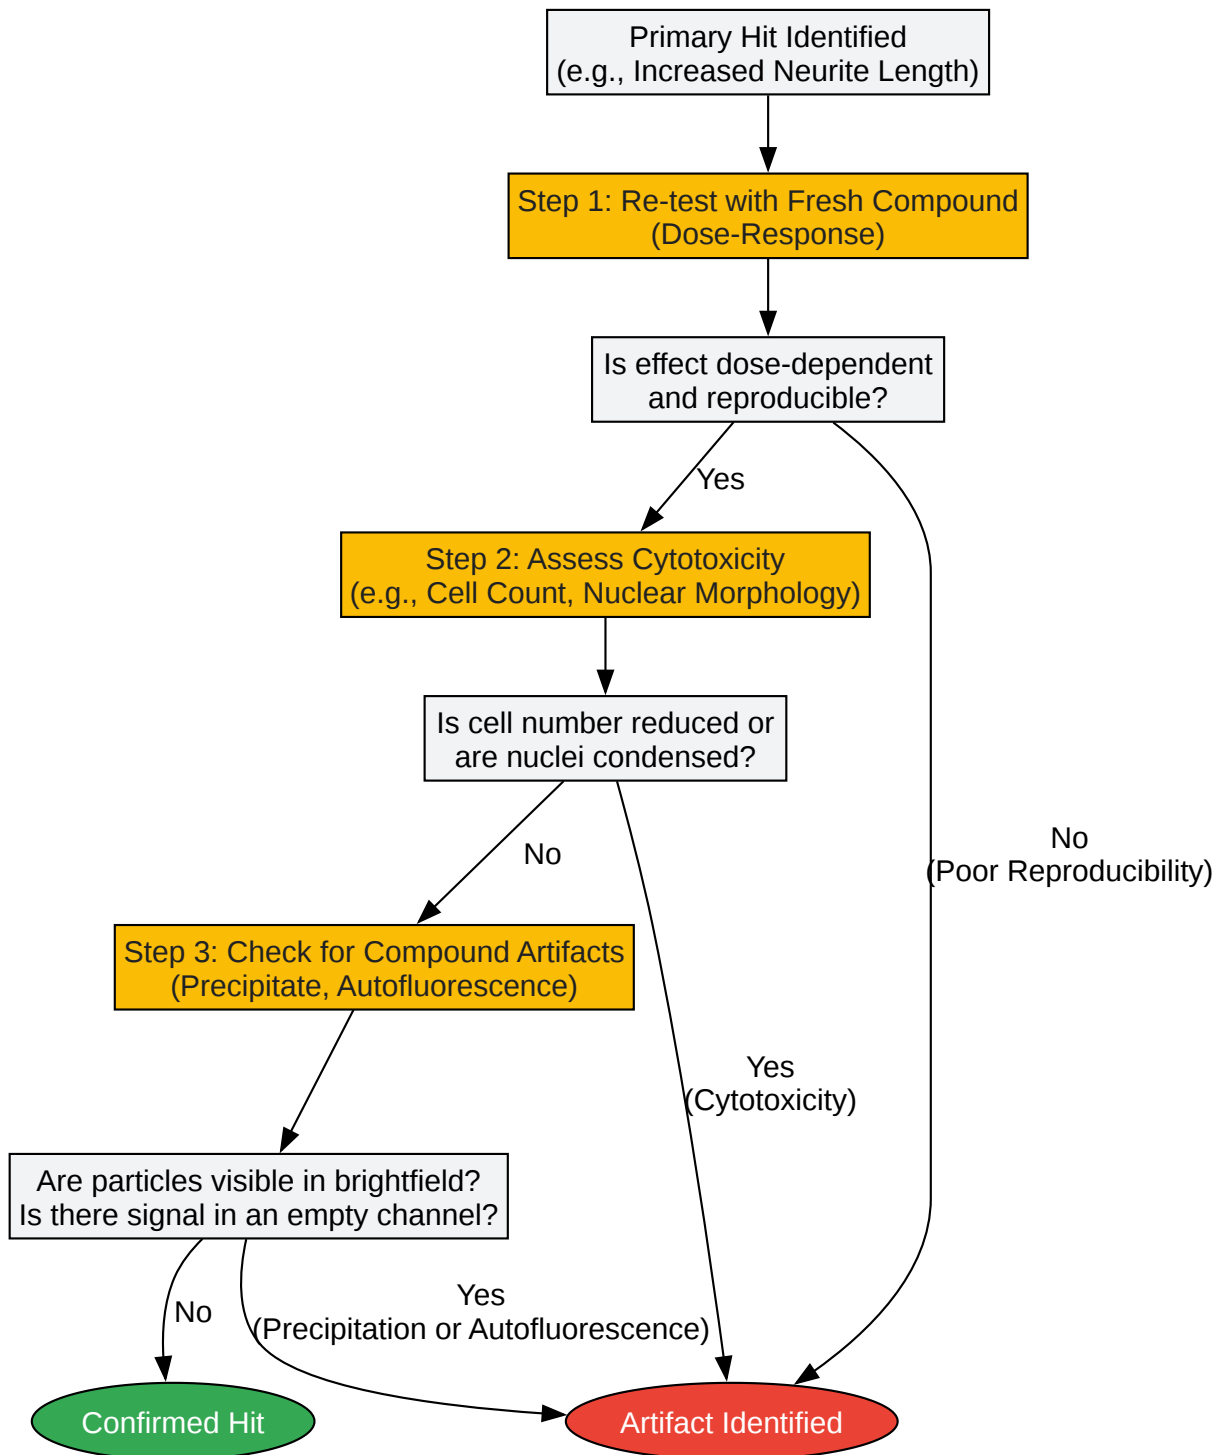 Primary Hit Identified
(e.g., Increased Neurite Length)
Step 1: Re-test with Fresh Compound
(Dose-Response)
Is effect dose-dependent
and reproducible?
Yes
Step 2: Assess Cytotoxicity
(e.g., Cell Count, Nuclear Morphology)
Is cell number reduced or
are nuclei condensed?
No
(Poor Reproducibility)
No
Step 3: Check for Compound Artifacts
(Precipitate, Autofluorescence)
Yes
(Cytotoxicity)
Are particles visible in brightfield?
Is there signal in an empty channel?
No
Yes
(Precipitation or Autofluorescence)
Confirmed Hit
Artifact Identified